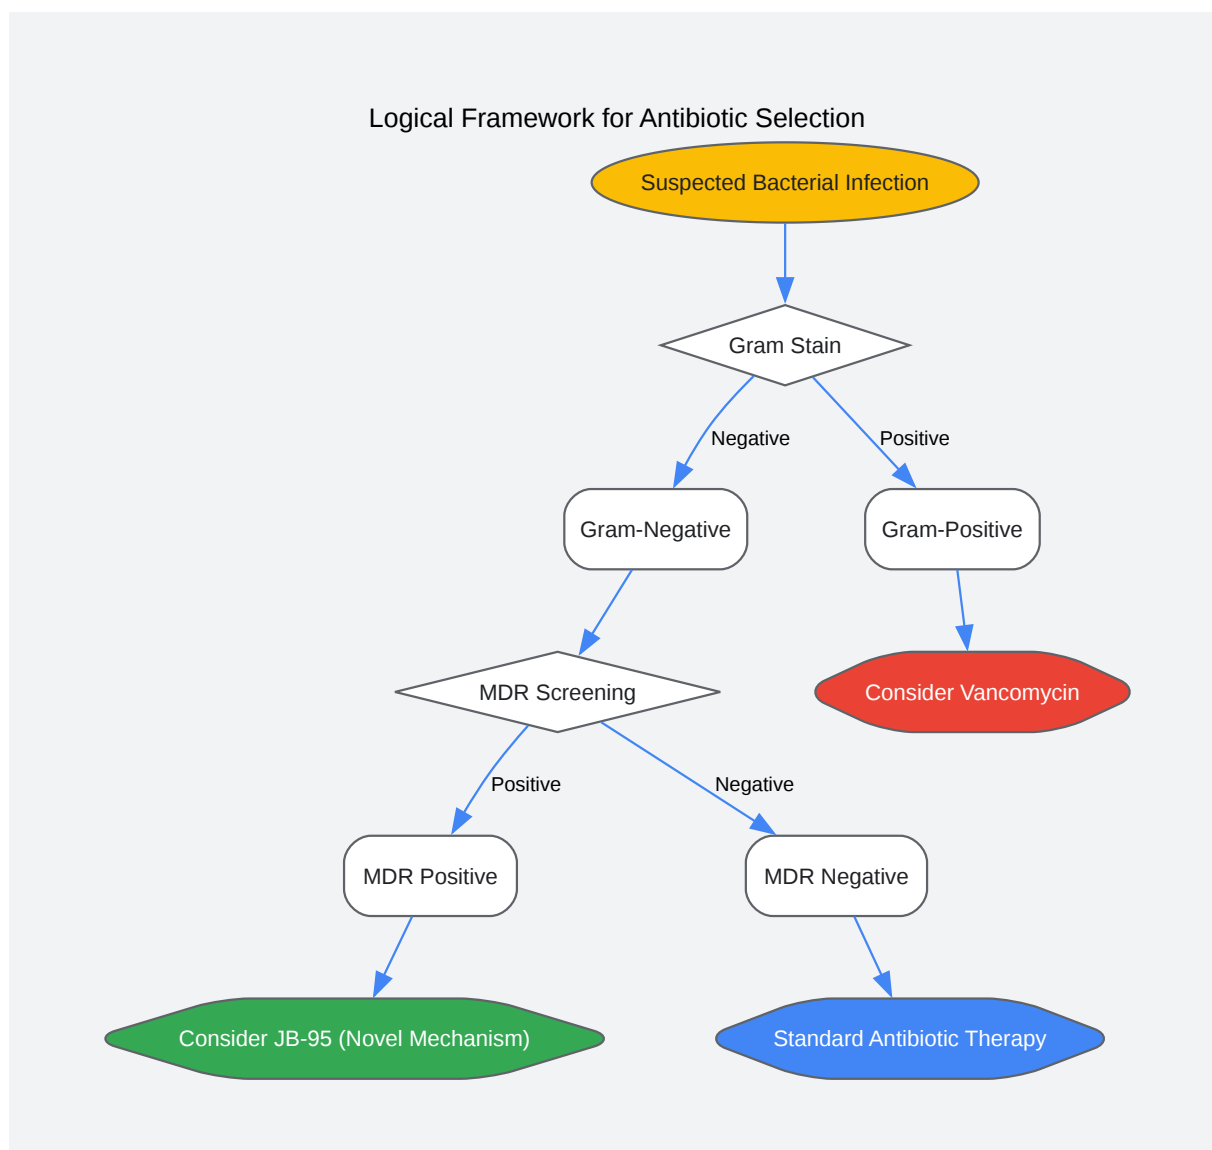 Logical Framework for Antibiotic Selection
Suspected Bacterial Infection
Gram Stain
Negative
Positive
Gram-Negative
Gram-Positive
MDR Screening
Consider Vancomycin
Positive
Negative
MDR Positive
MDR Negative
Consider JB-95 (Novel Mechanism)
Standard Antibiotic Therapy